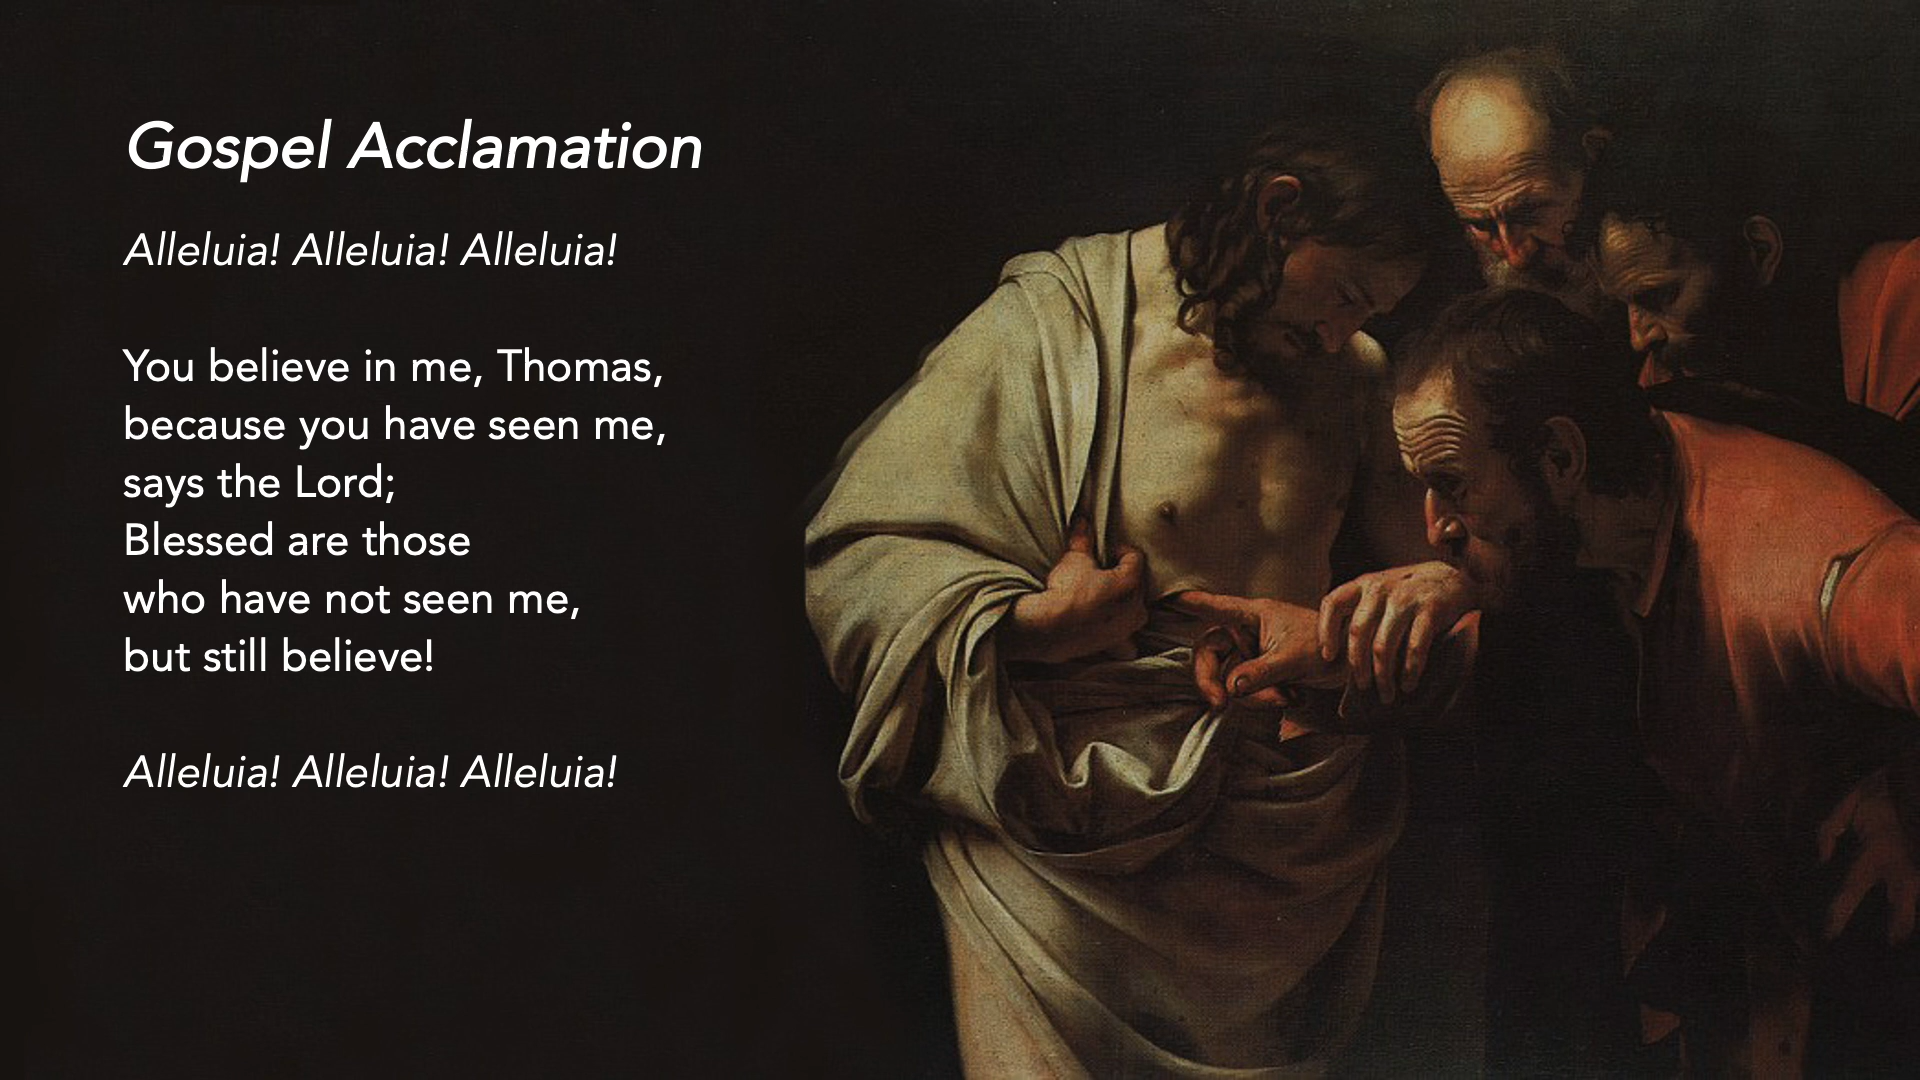 Gospel Acclamation
Alleluia! Alleluia! Alleluia!
You believe in me, Thomas,
because you have seen me,
says the Lord;
Blessed are those
who have not seen me,
but still believe!
Alleluia! Alleluia! Alleluia!